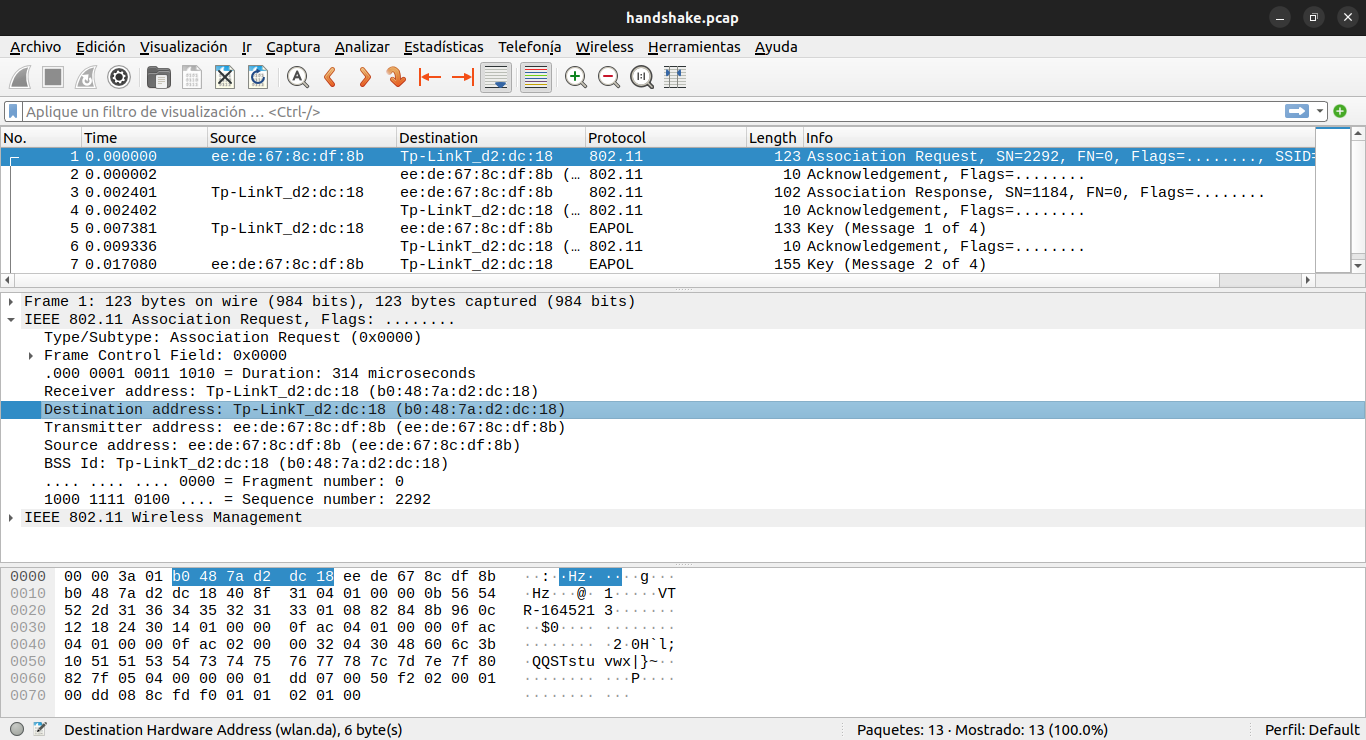 handshake.pcap
Archivo Edición Visualización Ir Captura Analizar Estadísticas Telefonía Wireless Herramientas Ayuda
Aplique un filtro de visualización … <Ctrl-/>
No. Time Source Destination Protocol Length Info
1 0.000000 ee:de:67:8c:df:8b Tp-LinkT_d2:dc:18 802.11 123 Association Request, SN=2292, FN=0, Flags=........, SSID=
2 0.000002 ee:de:67:8c:df:8b (… 802.11 10 Acknowledgement, Flags=........
3 0.002401 Tp-LinkT_d2:dc:18 ee:de:67:8c:df:8b 802.11 102 Association Response, SN=1184, FN=0, Flags=........
4 0.002402 Tp-LinkT_d2:dc:18 (… 802.11 10 Acknowledgement, Flags=........
5 0.007381 Tp-LinkT_d2:dc:18 ee:de:67:8c:df:8b EAPOL 133 Key (Message 1 of 4)
6 0.009336 Tp-LinkT_d2:dc:18 (… 802.11 10 Acknowledgement, Flags=........
7 0.017080 ee:de:67:8c:df:8b Tp-LinkT_d2:dc:18 EAPOL 155 Key (Message 2 of 4)
Frame 1: 123 bytes on wire (984 bits), 123 bytes captured (984 bits)
IEEE 802.11 Association Request, Flags: ........
Type/Subtype: Association Request (0x0000)
Frame Control Field: 0x0000
.000 0001 0011 1010 = Duration: 314 microseconds
Receiver address: Tp-LinkT_d2:dc:18 (b0:48:7a:d2:dc:18)
Destination address: Tp-LinkT_d2:dc:18 (b0:48:7a:d2:dc:18)
Transmitter address: ee:de:67:8c:df:8b (ee:de:67:8c:df:8b)
Source address: ee:de:67:8c:df:8b (ee:de:67:8c:df:8b)
BSS Id: Tp-LinkT_d2:dc:18 (b0:48:7a:d2:dc:18)
.... .... .... 0000 = Fragment number: 0
1000 1111 0100 .... = Sequence number: 2292
IEEE 802.11 Wireless Management
0000 00 00 3a 01 b0 48 7a d2 dc 18 ee de 67 8c df 8b ··:··Hz· ····g···
0010 b0 48 7a d2 dc 18 40 8f 31 04 01 00 00 0b 56 54 ·Hz···@· 1·····VT
0020 52 2d 31 36 34 35 32 31 33 01 08 82 84 8b 96 0c R-164521 3·······
0030 12 18 24 30 14 01 00 00 0f ac 04 01 00 00 0f ac ··$0···· ········
0040 04 01 00 00 0f ac 02 00 00 32 04 30 48 60 6c 3b ········ ·2·0H`l;
0050 10 51 51 53 54 73 74 75 76 77 78 7c 7d 7e 7f 80 ·QQSTstu vwx|}~··
0060 82 7f 05 04 00 00 00 01 dd 07 00 50 f2 02 00 01 ········ ···P····
0070 00 dd 08 8c fd f0 01 01 02 01 00 ········ ···
Destination Hardware Address (wlan.da), 6 byte(s) Paquetes: 13 · Mostrado: 13 (100.0%) Perfil: Default